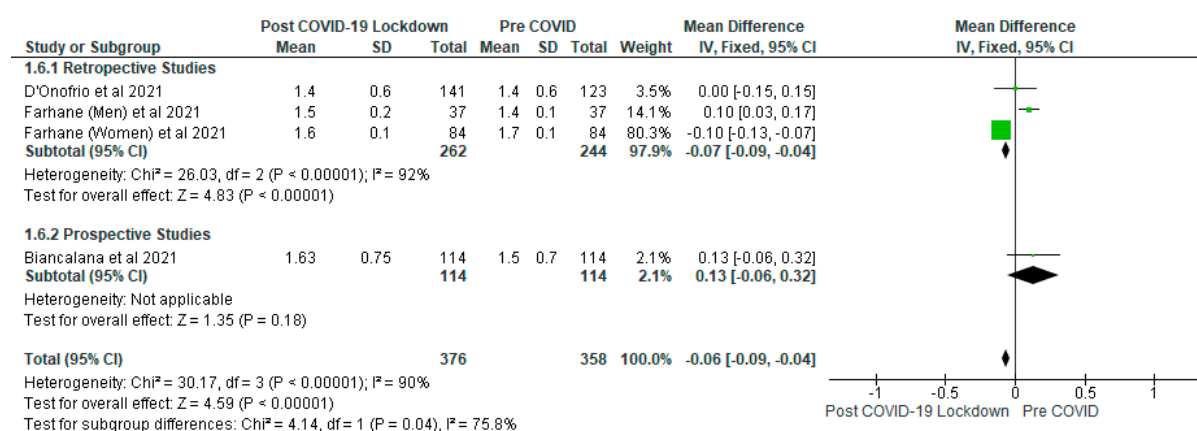 Post COVID-19 Lockdown Pre COVID Mean Difference Mean Difference
Study or Subgroup Mean SD Total Mean SD Total Weight IV, Fixed, 95% CI IV, Fixed, 95% CI
1.6.1 Retropective Studies
D'Onofrio et al 2021 1.4 0.6 141 1.4 0.6 123 3.5% 0.00 [-0.15, 0.15]
Farhane (Men) et al 2021 1.5 0.2 37 1.4 0.1 37 14.1% 0.10 [0.03, 0.17]
Farhane (Women) et al 2021 1.6 0.1 84 1.7 0.1 84 80.3% -0.10 [-0.13, -0.07]
Subtotal (95% CI) 262 244 97.9% -0.07 [-0.09, -0.04]
Heterogeneity: Chi² = 26.03, df = 2 (P < 0.00001); I² = 92%
Test for overall effect: Z = 4.83 (P < 0.00001)
1.6.2 Prospective Studies
Biancalana et al 2021 1.63 0.75 114 1.5 0.7 114 2.1% 0.13 [-0.06, 0.32]
Subtotal (95% CI) 114 114 2.1% 0.13 [-0.06, 0.32]
Heterogeneity: Not applicable
Test for overall effect: Z = 1.35 (P = 0.18)
Total (95% CI) 376 358 100.0% -0.06 [-0.09, -0.04]
Heterogeneity: Chi² = 30.17, df = 3 (P < 0.00001); I² = 90%
Test for overall effect: Z = 4.59 (P < 0.00001)
Test for subgroup differences: Chi² = 4.14, df = 1 (P = 0.04), I² = 75.8%
-1 -0.5 0 0.5 1
Post COVID-19 Lockdown Pre COVID